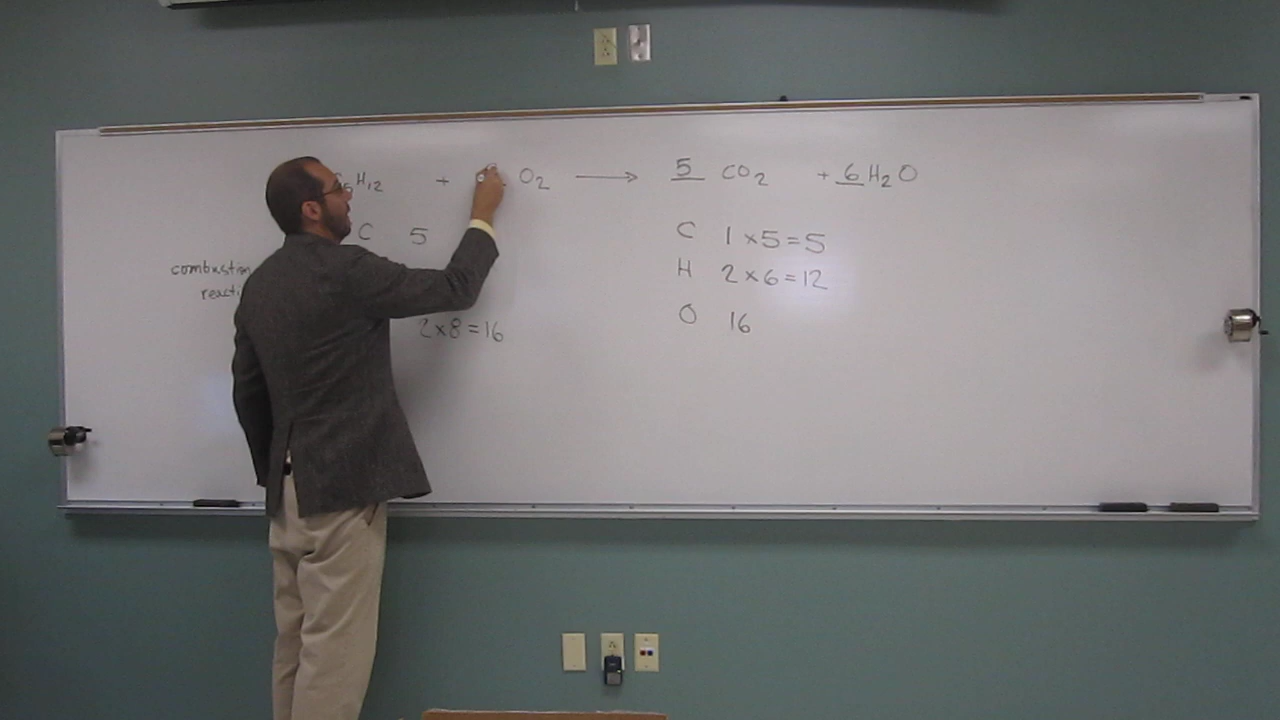 H₁₂ + O₂ → 5 CO₂ + 6 H₂O
C 5
C 1 x 5 = 5
H 2 x 6 = 12
combustion
2 x 8 = 16
O 16